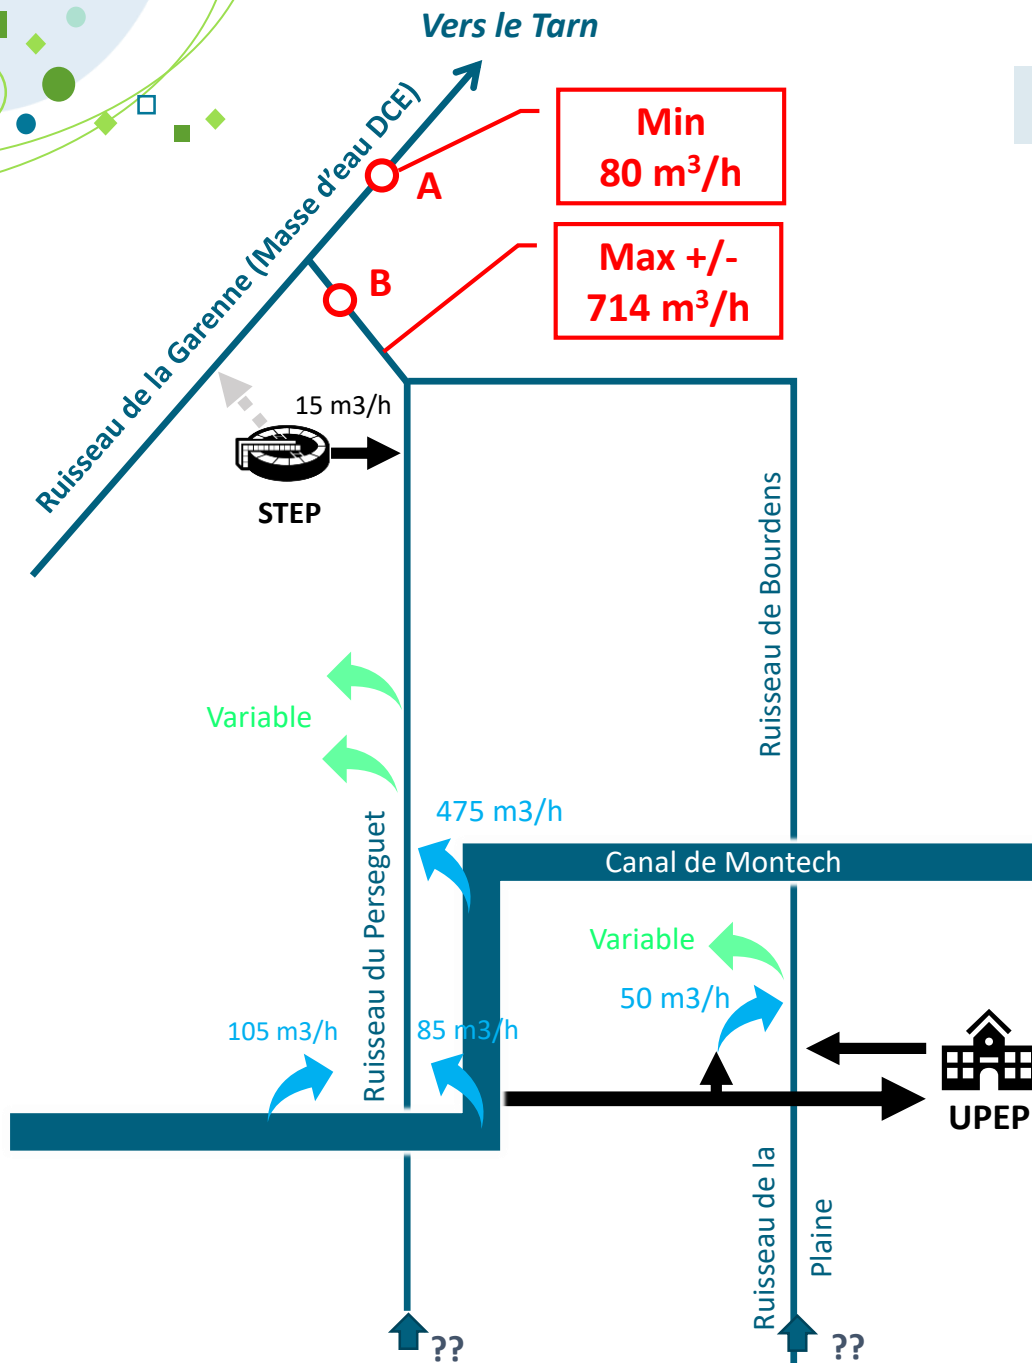 Vers le Tarn
Min
80 m³/h
A
Ruisseau de la Garenne (Masse d'eau DCE)
Max +/-
714 m³/h
B
15 m3/h
STEP
Ruisseau de Bourdens
Variable
475 m3/h
Ruisseau du Perseguet
Canal de Montech
Variable
50 m3/h
105 m3/h
85 m3/h
UPEP
Ruisseau de la
Plaine
??
??